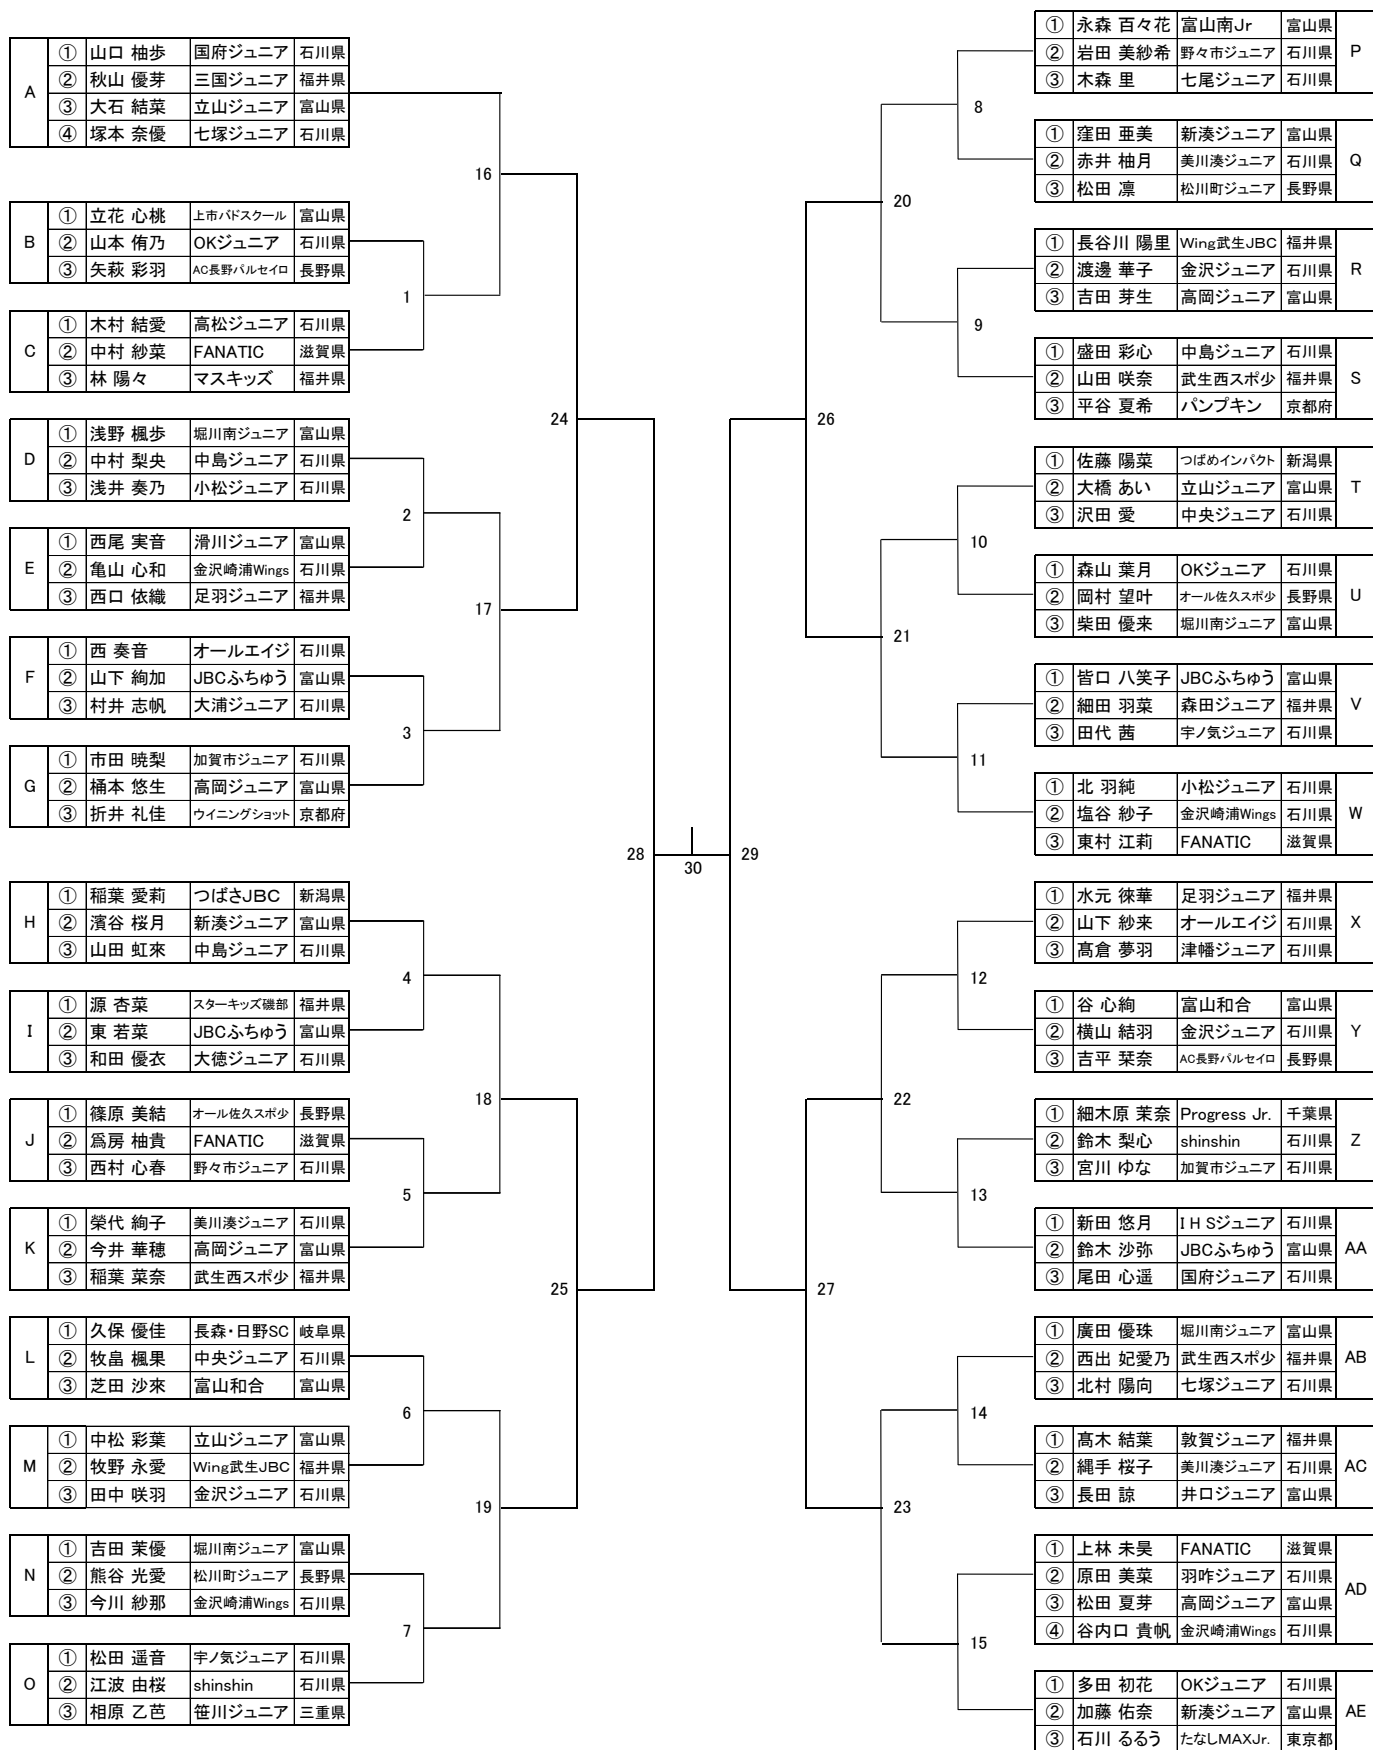 A
① 山口 柚歩 国府ジュニア 石川県
② 秋山 優芽 三国ジュニア 福井県
③ 大石 結菜 立山ジュニア 富山県
④ 塚本 奈優 七塚ジュニア 石川県
16
B
① 立花 心桃 上市バドスクール 富山県
② 山本 侑乃 OKジュニア 石川県
③ 矢萩 彩羽 AC長野パルセイロ 長野県
1
C
① 木村 結愛 高松ジュニア 石川県
② 中村 紗菜 FANATIC 滋賀県
③ 林 陽々 マスキッズ 福井県
24
D
① 浅野 楓歩 堀川南ジュニア 富山県
② 中村 梨央 中島ジュニア 石川県
③ 浅井 奏乃 小松ジュニア 石川県
2
E
① 西尾 実音 滑川ジュニア 富山県
② 亀山 心和 金沢崎浦Wings 石川県
③ 西口 依織 足羽ジュニア 福井県
17
F
① 西 奏音 オールエイジ 石川県
② 山下 絢加 JBCふちゅう 富山県
③ 村井 志帆 大浦ジュニア 石川県
3
G
① 市田 暁梨 加賀市ジュニア 石川県
② 桶本 悠生 高岡ジュニア 富山県
③ 折井 礼佳 ウイニングショット 京都府
28
30
29
H
① 稲葉 愛莉 つばさJBC 新潟県
② 濱谷 桜月 新湊ジュニア 富山県
③ 山田 虹來 中島ジュニア 石川県
4
I
① 源 杏菜 スターキッズ磯部 福井県
② 東 若菜 JBCふちゅう 富山県
③ 和田 優衣 大徳ジュニア 石川県
18
J
① 篠原 美結 オール佐久スポ少 長野県
② 爲房 柚貴 FANATIC 滋賀県
③ 西村 心春 野々市ジュニア 石川県
5
K
① 榮代 絢子 美川湊ジュニア 石川県
② 今井 華穂 高岡ジュニア 富山県
③ 稲葉 菜奈 武生西スポ少 福井県
25
L
① 久保 優佳 長森・日野SC 岐阜県
② 牧畠 楓果 中央ジュニア 石川県
③ 芝田 沙來 富山和合 富山県
6
M
① 中松 彩葉 立山ジュニア 富山県
② 牧野 永愛 Wing武生JBC 福井県
③ 田中 咲羽 金沢ジュニア 石川県
19
N
① 吉田 茉優 堀川南ジュニア 富山県
② 熊谷 光愛 松川町ジュニア 長野県
③ 今川 紗那 金沢崎浦Wings 石川県
7
O
① 松田 遥音 宇ノ気ジュニア 石川県
② 江波 由桜 shinshin 石川県
③ 相原 乙芭 笹川ジュニア 三重県
① 永森 百々花 富山南Jr 富山県
② 岩田 美紗希 野々市ジュニア 石川県
③ 木森 里 七尾ジュニア 石川県
P
8
① 窪田 亜美 新湊ジュニア 富山県
② 赤井 柚月 美川湊ジュニア 石川県
③ 松田 凛 松川町ジュニア 長野県
Q
20
① 長谷川 陽里 Wing武生JBC 福井県
② 渡邊 華子 金沢ジュニア 石川県
③ 吉田 芽生 高岡ジュニア 富山県
R
9
① 盛田 彩心 中島ジュニア 石川県
② 山田 咲奈 武生西スポ少 福井県
③ 平谷 夏希 パンプキン 京都府
S
26
① 佐藤 陽菜 つばめインパクト 新潟県
② 大橋 あい 立山ジュニア 富山県
③ 沢田 愛 中央ジュニア 石川県
T
10
① 森山 葉月 OKジュニア 石川県
② 岡村 望叶 オール佐久スポ少 長野県
③ 柴田 優来 堀川南ジュニア 富山県
U
21
① 皆口 八笑子 JBCふちゅう 富山県
② 細田 羽菜 森田ジュニア 福井県
③ 田代 茜 宇ノ気ジュニア 石川県
V
11
① 北 羽純 小松ジュニア 石川県
② 塩谷 紗子 金沢崎浦Wings 石川県
③ 東村 江莉 FANATIC 滋賀県
W
① 水元 徠華 足羽ジュニア 福井県
② 山下 紗来 オールエイジ 石川県
③ 髙倉 夢羽 津幡ジュニア 石川県
X
12
① 谷 心絢 富山和合 富山県
② 横山 結羽 金沢ジュニア 石川県
③ 吉平 栞奈 AC長野パルセイロ 長野県
Y
22
① 細木原 茉奈 Progress Jr. 千葉県
② 鈴木 梨心 shinshin 石川県
③ 宮川 ゆな 加賀市ジュニア 石川県
Z
13
① 新田 悠月 IHSジュニア 石川県
② 鈴木 沙弥 JBCふちゅう 富山県
③ 尾田 心遥 国府ジュニア 石川県
AA
27
① 廣田 優珠 堀川南ジュニア 富山県
② 西出 妃愛乃 武生西スポ少 福井県
③ 北村 陽向 七塚ジュニア 石川県
AB
14
① 髙木 結葉 敦賀ジュニア 福井県
② 縄手 桜子 美川湊ジュニア 石川県
③ 長田 諒 井口ジュニア 富山県
AC
23
① 上林 未昊 FANATIC 滋賀県
② 原田 美菜 羽咋ジュニア 石川県
③ 松田 夏芽 高岡ジュニア 富山県
④ 谷内口 貴帆 金沢崎浦Wings 石川県
AD
15
① 多田 初花 OKジュニア 石川県
② 加藤 佑奈 新湊ジュニア 富山県
③ 石川 るるう たなしMAXJr. 東京都
AE